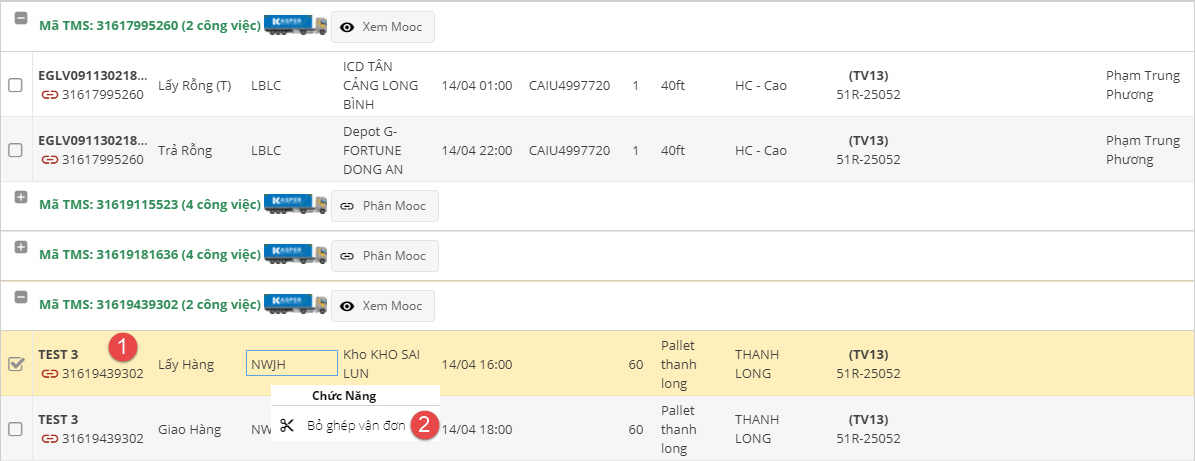 Mã TMS: 31617995260 (2 công việc) KASPER Xem Mooc
EGLV091130218...
31617995260
Lấy Rỗng (T)
LBLC
ICD TÂN
CẢNG LONG
BÌNH
14/04 01:00
CAIU4997720
1
40ft
HC - Cao
(TV13)
51R-25052
Phạm Trung
Phương
EGLV091130218...
31617995260
Trả Rỗng
LBLC
Depot G-
FORTUNE
DONG AN
14/04 22:00
CAIU4997720
1
40ft
HC - Cao
(TV13)
51R-25052
Phạm Trung
Phương
Mã TMS: 31619115523 (4 công việc) KASPER Phân Mooc
Mã TMS: 31619181636 (4 công việc) KASPER Phân Mooc
Mã TMS: 31619439302 (2 công việc) KASPER Xem Mooc
TEST 3
31619439302
1
Lấy Hàng
NWJH
Kho KHO SAI
LUN
14/04 16:00
60
Pallet
thanh
long
THANH
LONG
(TV13)
51R-25052
Chức Năng
Bỏ ghép vận đơn
2
TEST 3
31619439302
Giao Hàng
NW
14/04 18:00
60
Pallet
thanh
long
THANH
LONG
(TV13)
51R-25052